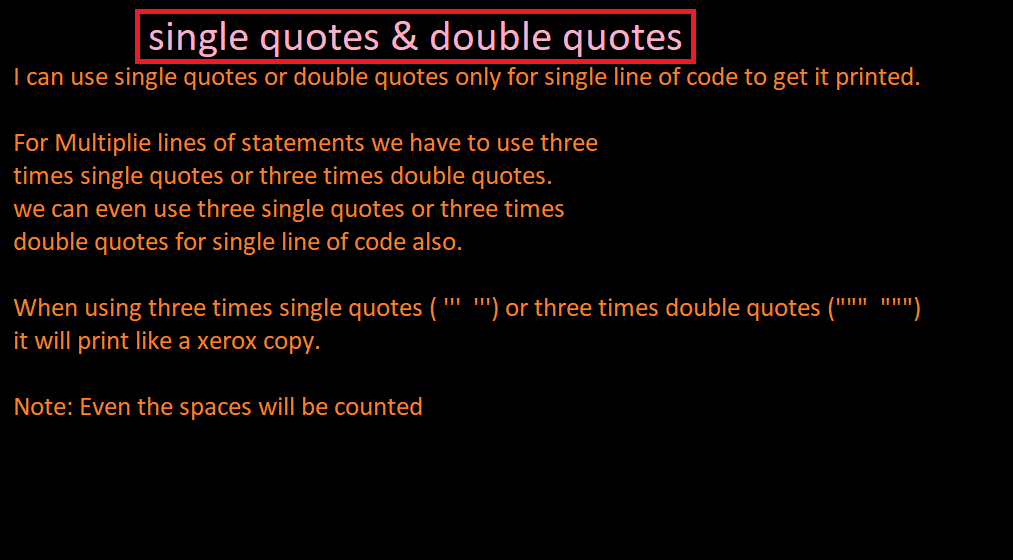 single quotes & double quotes
I can use single quotes or double quotes only for single line of code to get it printed.
For Multiplie lines of statements we have to use three
times single quotes or three times double quotes.
we can even use three single quotes or three times
double quotes for single line of code also.
When using three times single quotes ( '''  ''') or three times double quotes ("""  """)
it will print like a xerox copy.
Note: Even the spaces will be counted